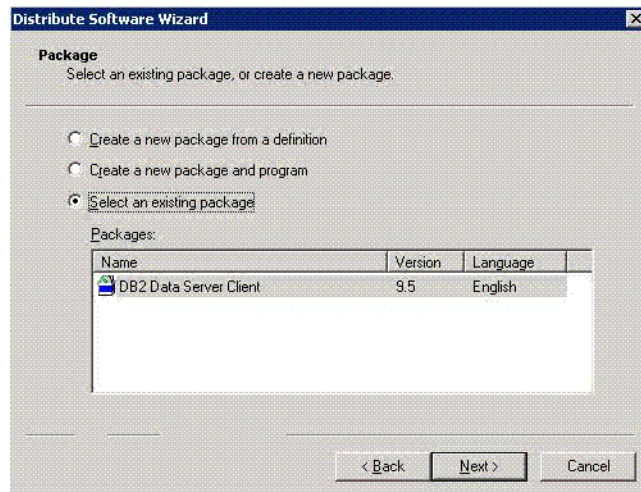 Distribute Software Wizard
Package
Select an existing package, or create a new package.
Create a new package from a definition
Create a new package and program
Select an existing package
Packages:
Name Version Language
DB2 Data Server Client 9.5 English
< Back Next > Cancel